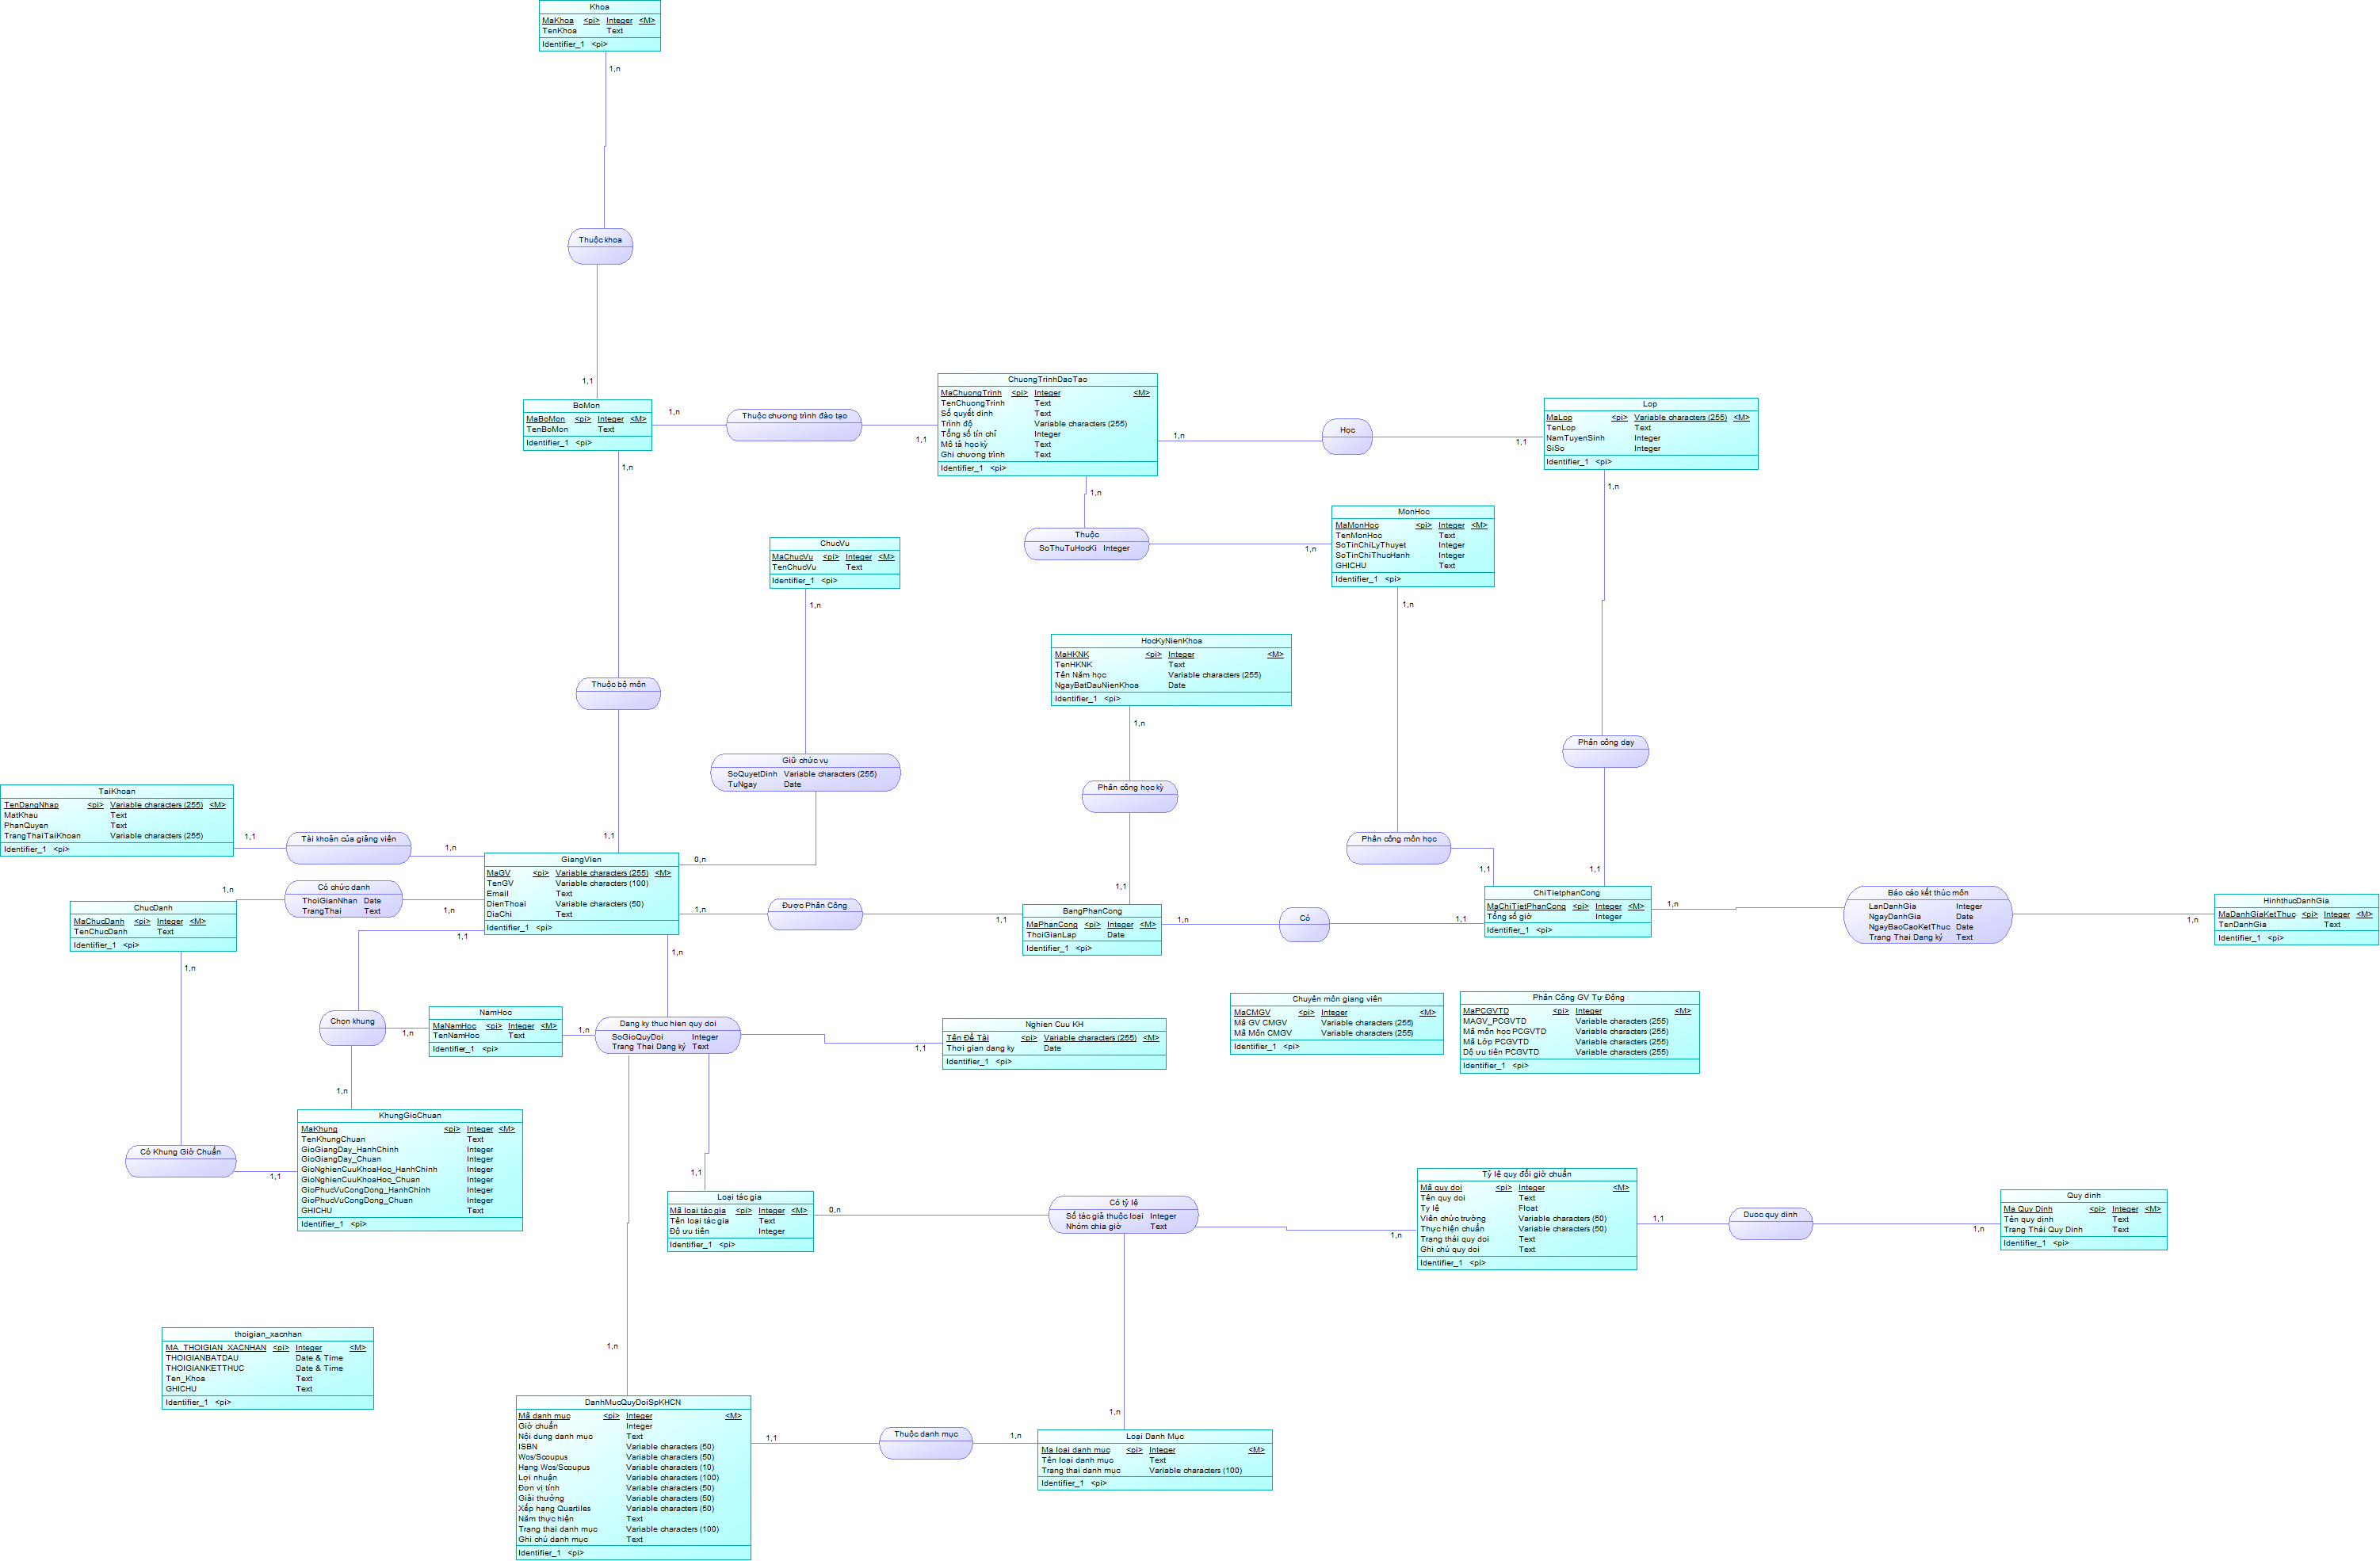 Khoa
MaKhoa <pi> Integer <M>
TenKhoa Text
Identifier_1 <pi>
1,n
Thuộc khoa
1,1
BoMon
MaBoMon <pi> Integer <M>
TenBoMon Text
Identifier_1 <pi>
1,n
Thuộc chương trình đào tạo
1,1
ChuongTrinhDaoTao
MaChuongTrinh <pi> Integer <M>
TenChuongTrinh Text
Số quyết dinh Text
Trình độ Variable characters (255)
Tổng số tín chỉ Integer
Mô tả học kỳ Text
Ghi chương trình Text
Identifier_1 <pi>
1,n
Học
1,1
Lop
MaLop <pi> Variable characters (255) <M>
TenLop Text
NamTuyenSinh Integer
SiSo Integer
Identifier_1 <pi>
1,n
1,n
1,n
Thuộc
SoThuTuHocKi Integer
1,n
MonHoc
MaMonHoc <pi> Integer <M>
TenMonHoc Text
SoTinChiLyThuyet Integer
SoTinChiThucHanh Integer
GHICHU Text
Identifier_1 <pi>
1,n
ChucVu
MaChucVu <pi> Integer <M>
TenChucVu Text
Identifier_1 <pi>
1,n
HocKyNienKhoa
MaHKNK <pi> Integer <M>
TenHKNK Text
Tên Năm học Variable characters (255)
NgayBatDauNienKhoa Date
Identifier_1 <pi>
1,n
Thuộc bộ môn
1,1
Giữ chức vụ
SoQuyetDinh Variable characters (255)
TuNgay Date
0,n
Phân công học kỳ
1,1
Phân công dạy
1,1
Phân công môn học
1,1
TaiKhoan
TenDangNhap <pi> Variable characters (255) <M>
MatKhau Text
PhanQuyen Text
TrangThaiTaiKhoan Variable characters (255)
Identifier_1 <pi>
1,1
Tài khoản của giảng viên
1,n
GiangVien
MaGV <pi> Variable characters (255) <M>
TenGV Variable characters (100)
Email Text
DienThoai Variable characters (50)
DiaChi Text
Identifier_1 <pi>
1,n
Có chức danh
ThoiGianNhan Date
TrangThai Text
1,n
ChucDanh
MaChucDanh <pi> Integer <M>
TenChucDanh Text
Identifier_1 <pi>
1,n
1,1
1,n
1,n
Được Phân Công
1,1
BangPhanCong
MaPhanCong <pi> Integer <M>
ThoiGianLap Date
Identifier_1 <pi>
1,n
Có
1,1
ChiTietphanCong
MaChiTietPhanCong <pi> Integer <M>
Tổng số giờ Integer
Identifier_1 <pi>
1,n
Báo cáo kết thúc môn
LanDanhGia Integer
NgayDanhGia Date
NgayBaoCaoKetThuc Date
Trang Thai Dang ký Text
1,n
HinhthucDanhGia
MaDanhGiaKetThuc <pi> Integer <M>
TenDanhGia Text
Identifier_1 <pi>
Chọn khung
1,n
NamHoc
MaNamHoc <pi> Integer <M>
TenNamHoc Text
Identifier_1 <pi>
1,n
Dang ky thuc hien quy doi
SoGioQuyDoi Integer
Trang Thai Dang ký Text
1,1
Nghien Cuu KH
Tên Đề Tài <pi> Variable characters (255) <M>
Thời gian dang ky Date
Identifier_1 <pi>
Chuyên môn giang viên
MaCMGV <pi> Integer <M>
Mã GV CMGV Variable characters (255)
Mã Môn CMGV Variable characters (255)
Identifier_1 <pi>
Phân Công GV Tự Động
MaPCGVTD <pi> Integer <M>
MAGV_PCGVTD Variable characters (255)
Mã môn học PCGVTD Variable characters (255)
Mã Lớp PCGVTD Variable characters (255)
Dộ ưu tiên PCGVTD Variable characters (255)
Identifier_1 <pi>
1,n
KhungGioChuan
MaKhung <pi> Integer <M>
TenKhungChuan Text
GioGiangDay_HanhChinh Integer
GioGiangDay_Chuan Integer
GioNghienCuuKhoaHoc_HanhChinh Integer
GioNghienCuuKhoaHoc_Chuan Integer
GioPhucVuCongDong_HanhChinh Integer
GioPhucVuCongDong_Chuan Integer
GHICHU Text
Identifier_1 <pi>
Có Khung Giờ Chuẩn
1,1
1,1
Loại tác gia
Mã loai tác gia <pi> Integer <M>
Tên loại tác gia Text
Độ ưu tiên Integer
Identifier_1 <pi>
0,n
Có tỷ lệ
Số tác giả thuộc loại Integer
Nhóm chia giờ Text
1,n
Tỷ lệ quy đổi giờ chuẩn
Mã quy doi <pi> Integer <M>
Tên quy doi Text
Ty lệ Float
Viên chức trường Variable characters (50)
Thực hiện chuẩn Variable characters (50)
Trạng thái quy doi Text
Ghi chú quy doi Text
Identifier_1 <pi>
1,1
Duoc quy dinh
1,n
Quy dinh
Ma Quy Dinh <pi> Integer <M>
Tên quy dịnh Text
Trang Thái Quy Dinh Text
Identifier_1 <pi>
thoigian_xacnhan
MA_THOIGIAN_XACNHAN <pi> Integer <M>
THOIGIANBATDAU Date & Time
THOIGIANKETTHUC Date & Time
Ten_Khoa Text
GHICHU Text
Identifier_1 <pi>
1,n
DanhMucQuyDoiSpKHCN
Mã danh muc <pi> Integer <M>
Giờ chuẩn Integer
Nội dung danh mục Text
ISBN Variable characters (50)
Wos/Scoupus Variable characters (50)
Hạng Wos/Scoupus Variable characters (10)
Lợi nhuận Variable characters (100)
Đơn vị tính Variable characters (50)
Giải thưởng Variable characters (50)
Xếp hạng Quartiles Variable characters (50)
Năm thực hiện Text
Trạng thai danh mục Variable characters (100)
Ghi chú danh mục Text
Identifier_1 <pi>
1,1
Thuộc danh mục
1,n
1,n
Loại Danh Mục
Ma loai danh muc <pi> Integer <M>
Tên loại danh mục Text
Trạng thai danh mục Variable characters (100)
Identifier_1 <pi>